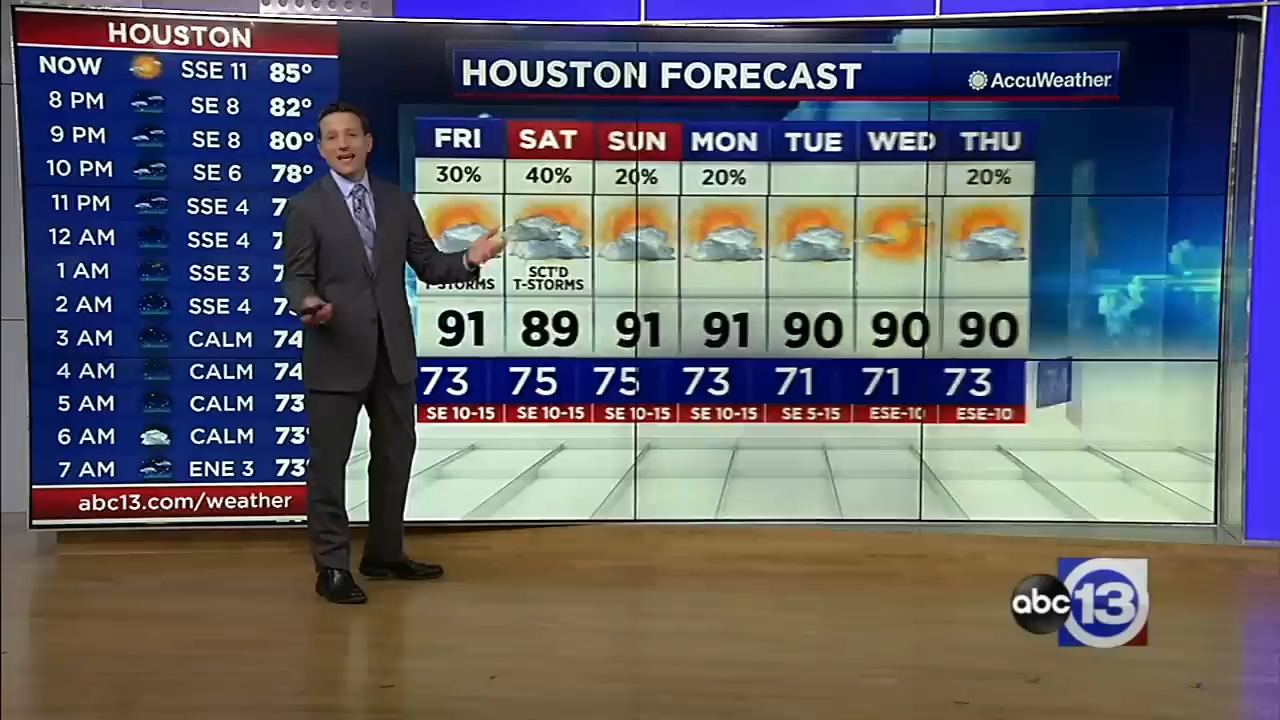 HOUSTON
NOW SSE 11 85°
8 PM SE 8 82°
9 PM SE 8 80°
10 PM SE 6 78°
11 PM SSE 4
12 AM SSE 4
1 AM SSE 3
2 AM SSE 4
3 AM CALM 74
4 AM CALM 74
5 AM CALM 73
6 AM CALM 73°
7 AM ENE 3 73°
abc13.com/weather
HOUSTON FORECAST
AccuWeather
FRI SAT SUN MON TUE WED THU
30% 40% 20% 20% 20%
SCT'D
T-STORMS T-STORMS
91 89 91 91 90 90 90
73 75 75 73 71 71 73
SE 10-15 SE 10-15 SE 10-15 SE 10-15 SE 5-15 ESE-10 ESE-10
abc 13